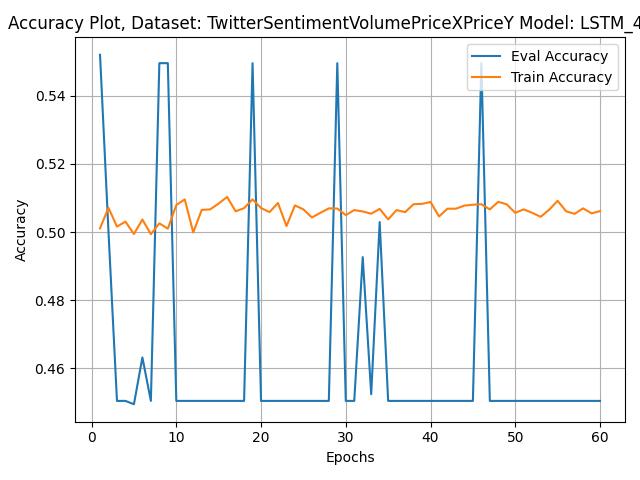 Accuracy Plot, Dataset: TwitterSentimentVolumePriceXPriceY Model: LSTM_4
Eval Accuracy
Train Accuracy
0.54
0.52
0.50
0.48
0.46
Accuracy
0 10 20 30 40 50 60
Epochs